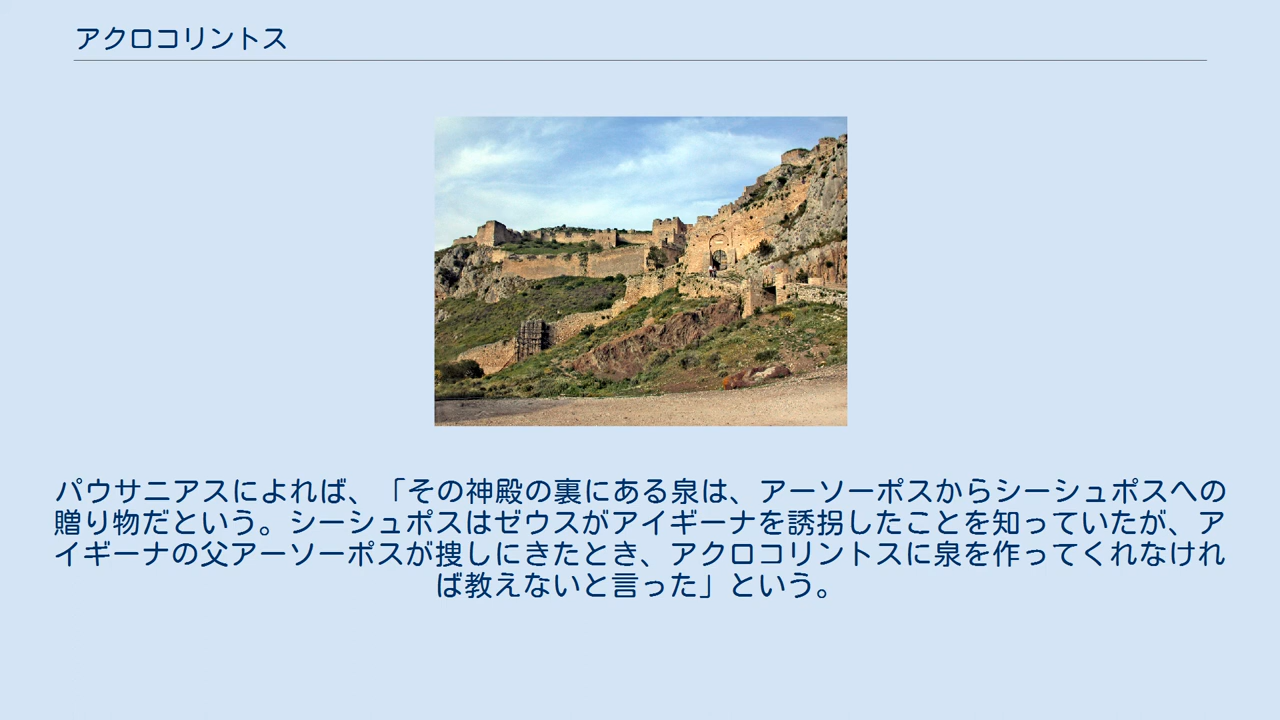 アクロコリントス
パウサニアスによれば、「その神殿の裏にある泉は、アーソーポスからシーシュポスへの
贈り物だという。シーシュポスはゼウスがアイギーナを誘拐したことを知っていたが、ア
イギーナの父アーソーポスが捜しにきたとき、アクロコリントスに泉を作ってくれなけれ
ば教えないと言った」という。